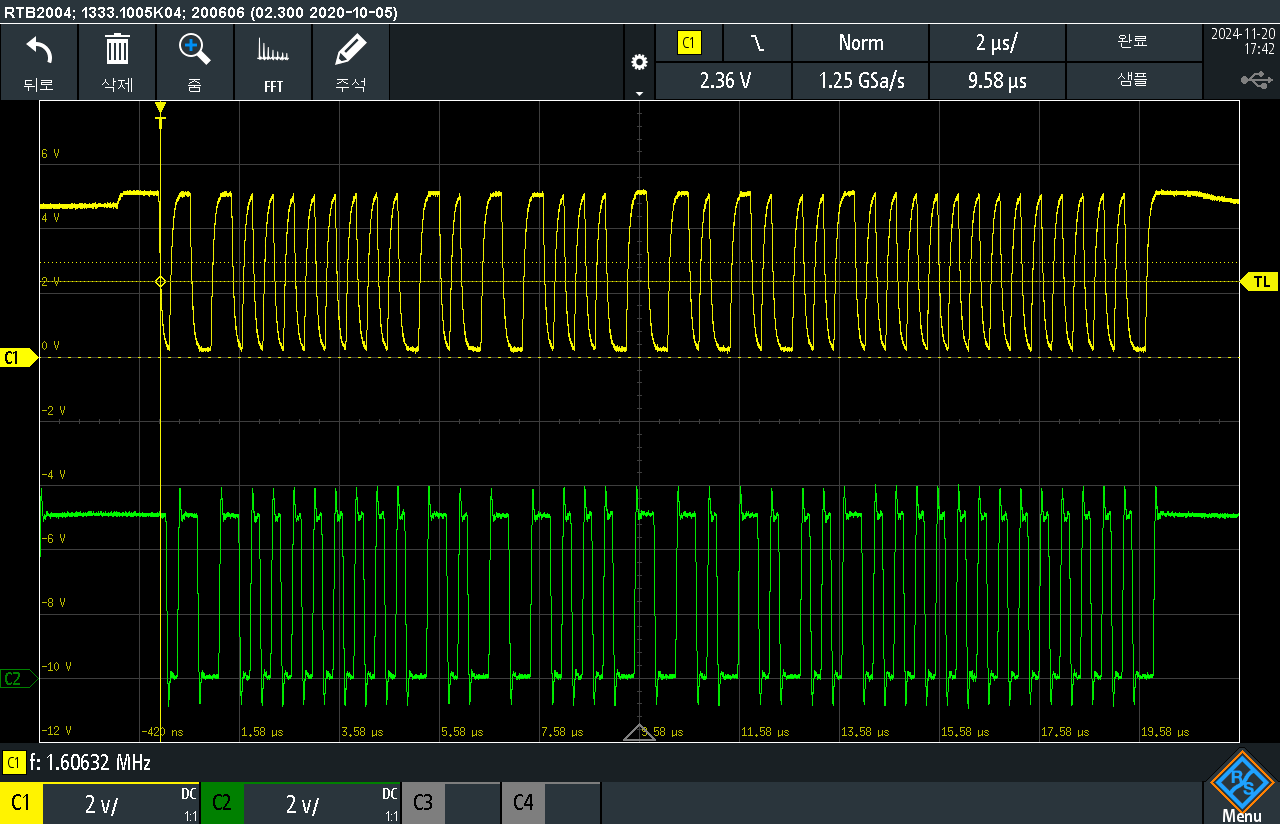 RTB2004; 1333.1005K04; 200606 (02.300 2020-10-05)
뒤로
삭제
줌
FFT
주석
C1
Norm
2 µs/
완료
2024-11-20
17:42
2.36 V
1.25 GSa/s
9.58 µs
샘플
T
6 V
4 V
2 V
TL
0 V
C1
-2 V
-4 V
-6 V
-8 V
-10 V
C2
-12 V
-420 ns
1,58 µs
3,58 µs
5,58 µs
7,58 µs
9,58 µs
11,58 µs
13,58 µs
15,58 µs
17,58 µs
19,58 µs
C1 f: 1.60632 MHz
C1
2 V/
DC
1:1
C2
2 V/
DC
1:1
C3
C4
R S
Menu